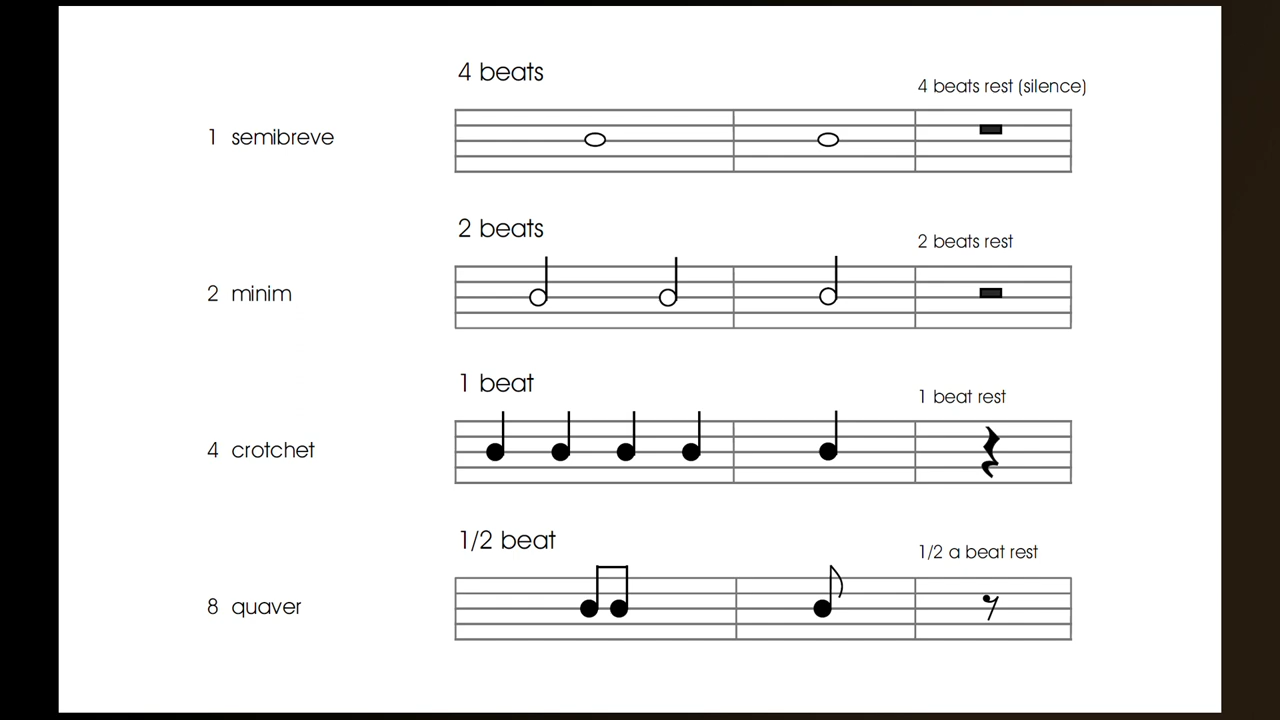 4 beats
4 beats rest (silence)
1 semibreve
2 beats
2 beats rest
2 minim
1 beat
1 beat rest
4 crotchet
1/2 beat
1/2 a beat rest
8 quaver